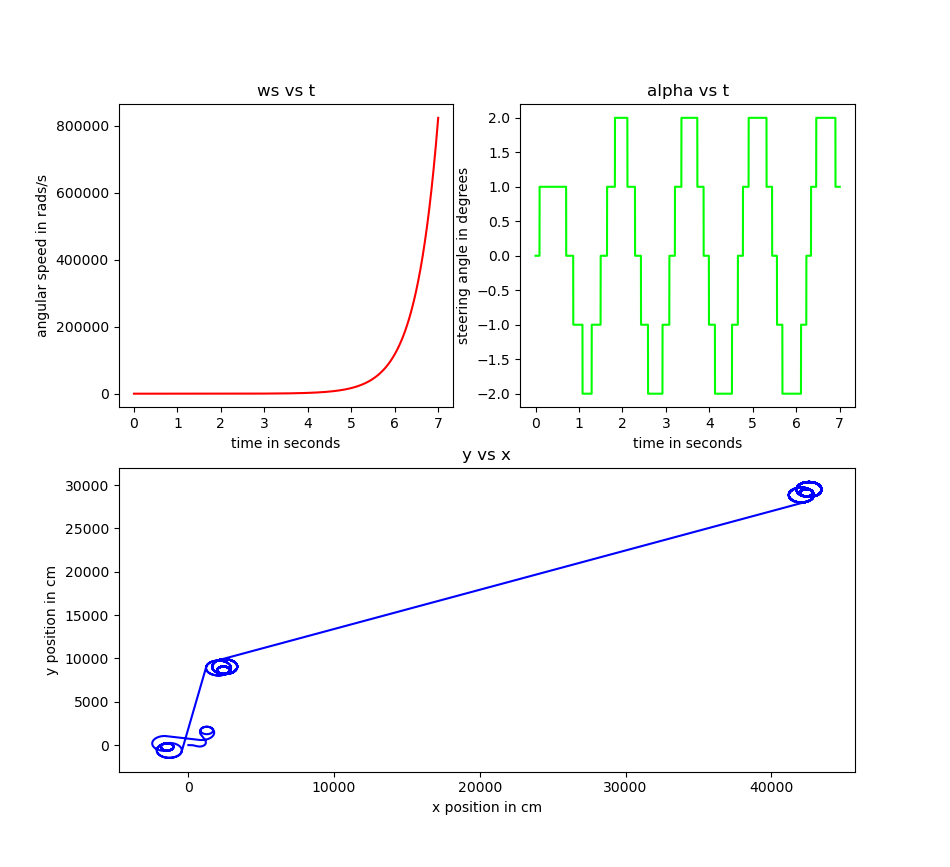 ws vs t
angular speed in rads/s
800000
600000
400000
200000
0
0 1 2 3 4 5 6 7
time in seconds
alpha vs t
steering angle in degrees
2.0
1.5
1.0
0.5
0.0
−0.5
−1.0
−1.5
−2.0
0 1 2 3 4 5 6 7
time in seconds
y vs x
y position in cm
30000
25000
20000
15000
10000
5000
0
0 10000 20000 30000 40000
x position in cm